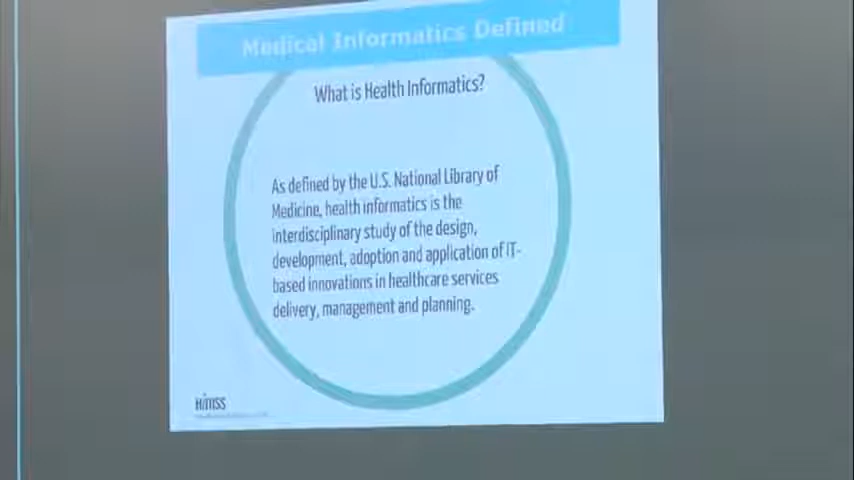 Medical Informatics Defined
What is Health Informatics?
As defined by the U.S. National Library of
Medicine, health informatics is the
interdisciplinary study of the design,
development, adoption and application of IT-
based innovations in healthcare services
delivery, management and planning.
HIMSS